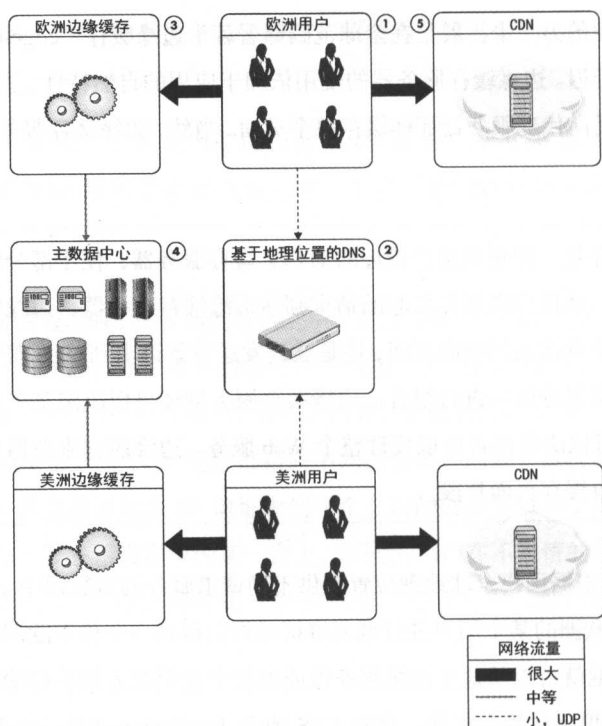 欧洲边缘缓存 ③
欧洲用户 ① ⑤
CDN
主数据中心 ④
基于地理位置的DNS ②
美洲边缘缓存
美洲用户
CDN
网络流量
很大
中等
小，UDP